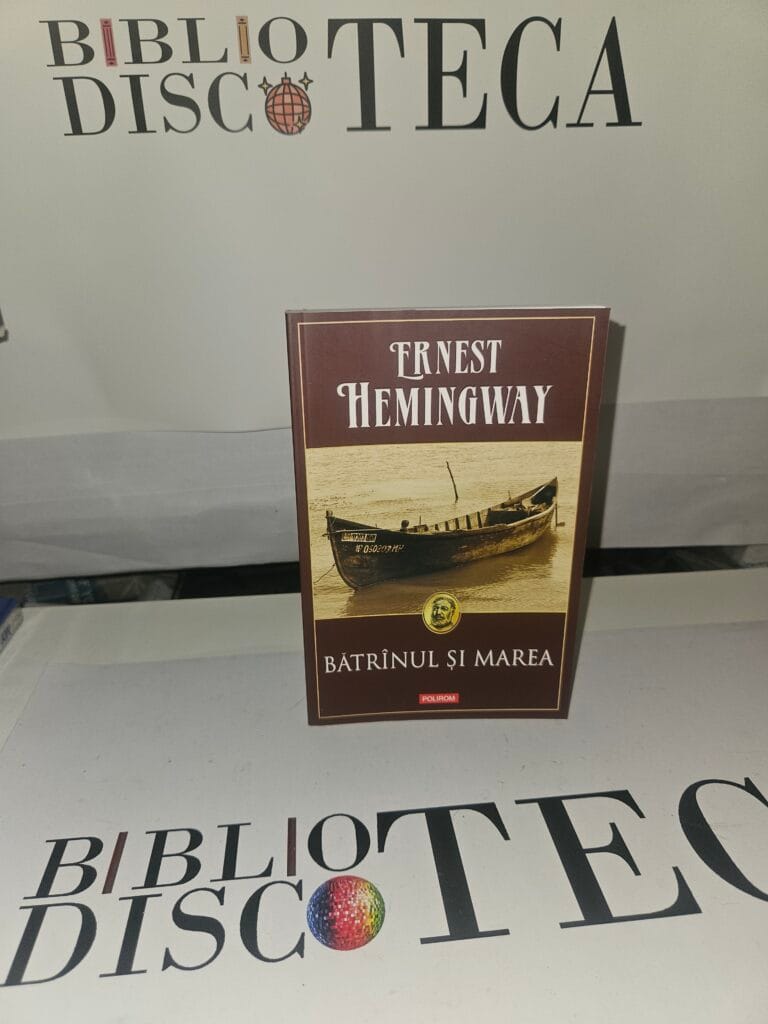 BIBLIO
DISCOTECA
ERNEST
HEMINGWAY
BĂTRÎNUL ȘI MAREA
POLIROM
BIBLIO
DISCOTEC